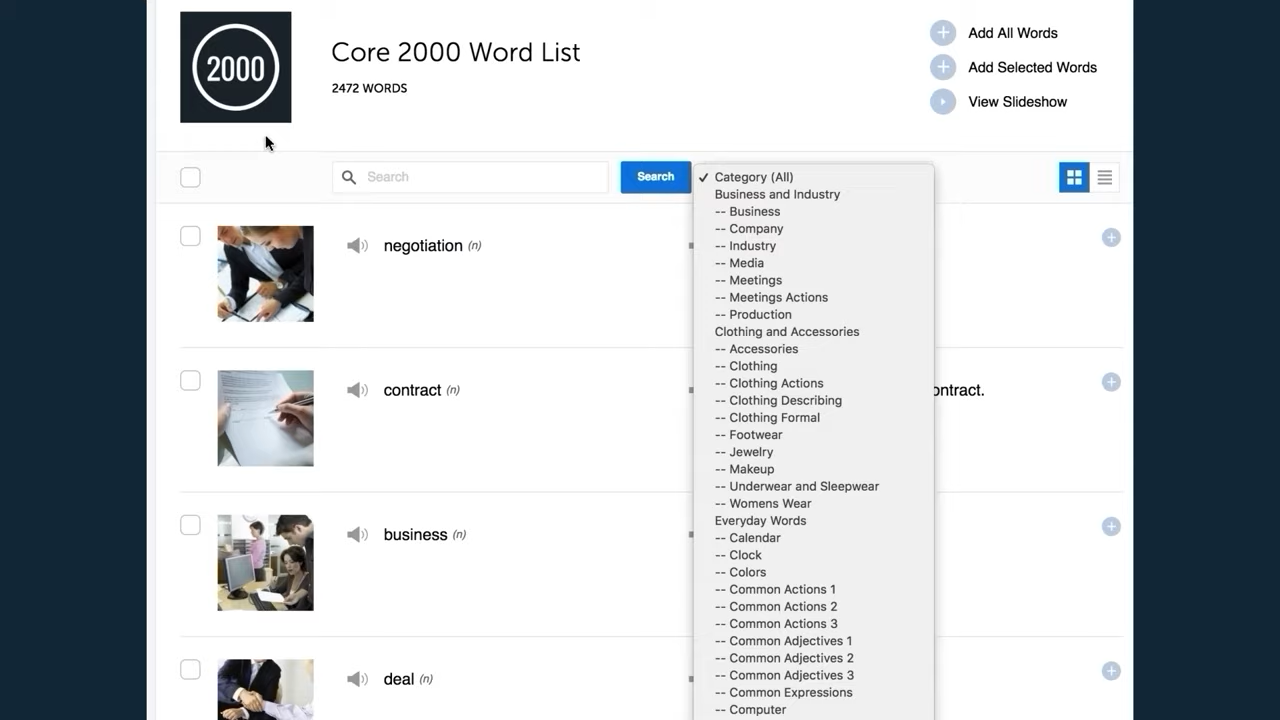 2000
Core 2000 Word List
2472 WORDS
Add All Words
Add Selected Words
View Slideshow
Search
Search
✓ Category (All)
Business and Industry
-- Business
-- Company
-- Industry
-- Media
-- Meetings
-- Meetings Actions
-- Production
Clothing and Accessories
-- Accessories
-- Clothing
-- Clothing Actions
-- Clothing Describing
-- Clothing Formal
-- Footwear
-- Jewelry
-- Makeup
-- Underwear and Sleepwear
-- Womens Wear
Everyday Words
-- Calendar
-- Clock
-- Colors
-- Common Actions 1
-- Common Actions 2
-- Common Actions 3
-- Common Adjectives 1
-- Common Adjectives 2
-- Common Adjectives 3
-- Common Expressions
-- Computer
negotiation (n)
contract (n)
ontract.
business (n)
deal (n)